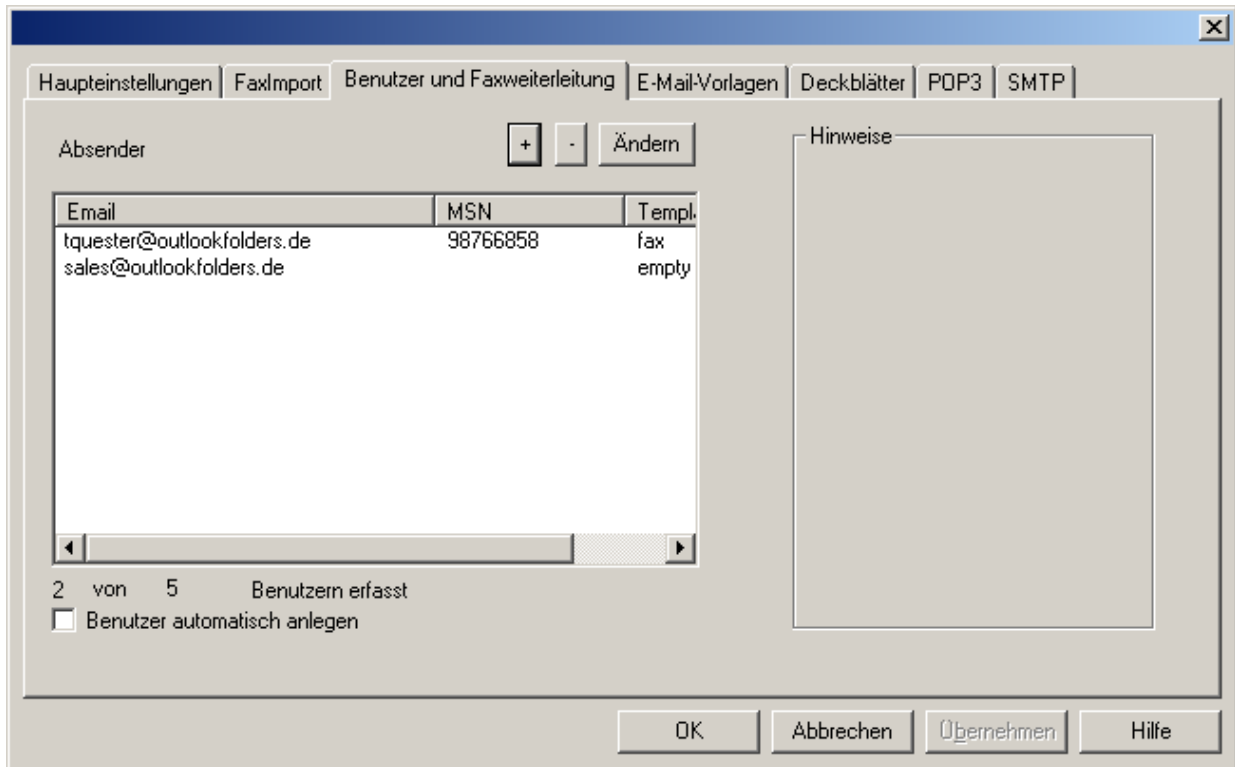 Haupteinstellungen FaxImport Benutzer und Faxweiterleitung E-Mail-Vorlagen Deckblätter POP3 SMTP
Absender + - Ändern
Hinweise
Email MSN Templ
tquester@outlookfolders.de 98766858 fax
sales@outlookfolders.de empty
2 von 5 Benutzern erfasst
Benutzer automatisch anlegen
OK Abbrechen Übernehmen Hilfe